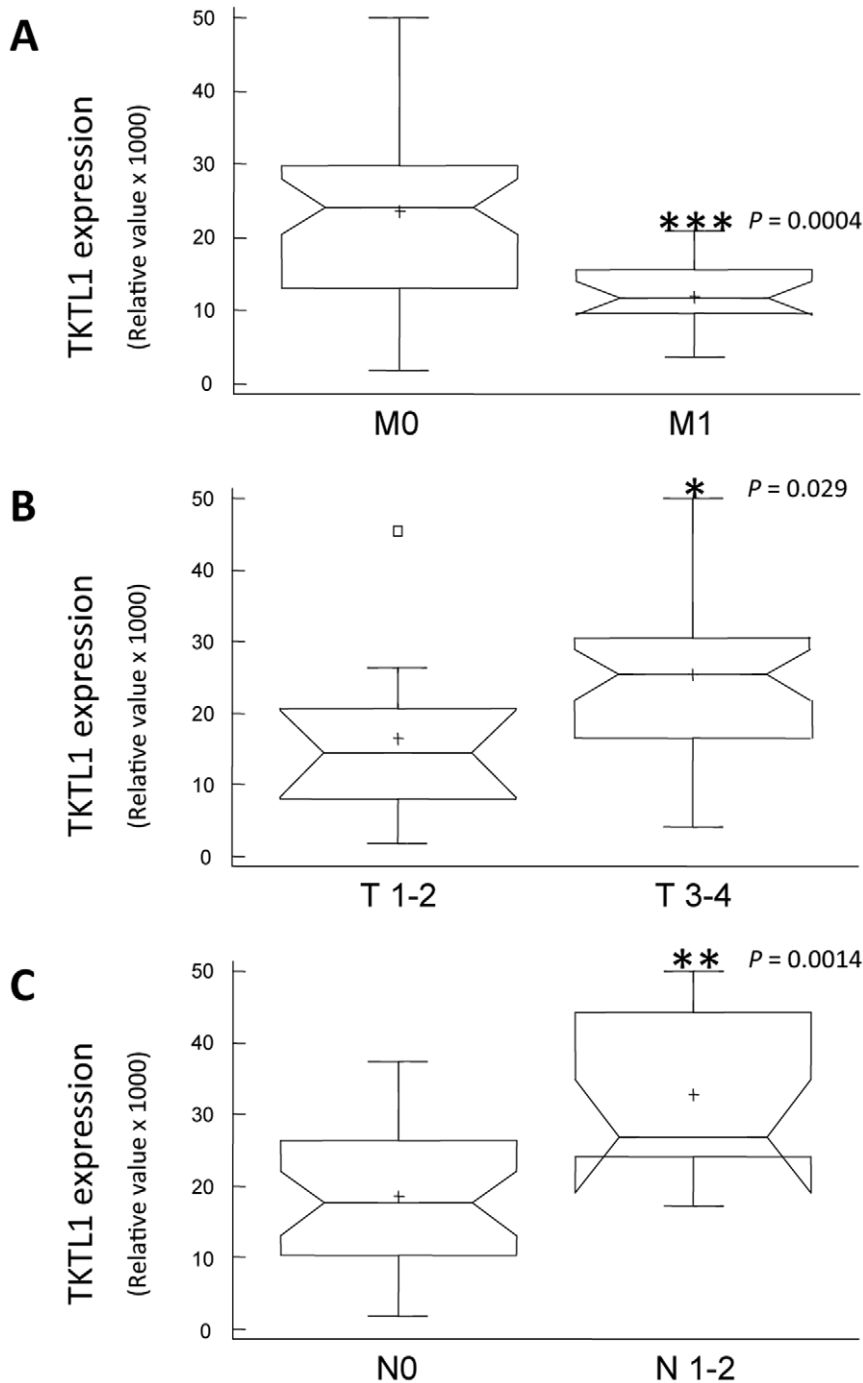 A
TKTL1 expression
(Relative value x 1000)
50
40
30
20
10
0
*** P = 0.0004
M0 M1
B
TKTL1 expression
(Relative value x 1000)
50
40
30
20
10
0
* P = 0.029
T 1-2 T 3-4
C
TKTL1 expression
(Relative value x 1000)
50
40
30
20
10
0
** P = 0.0014
N0 N 1-2